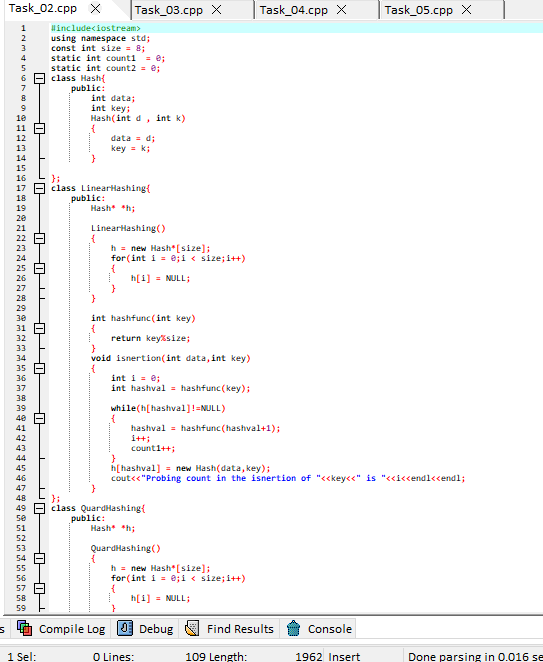 Task_02.cpp Task_03.cpp Task_04.cpp Task_05.cpp
1 #include<iostream>
2 using namespace std;
3 const int size = 8;
4 static int count1  = 0;
5 static int count2 = 0;
6 class Hash{
7 public:
8 int data;
9 int key;
10 Hash(int d , int k)
11 {
12 data = d;
13 key = k;
14 }
15
16 };
17 class LinearHashing{
18 public:
19 Hash* *h;
20
21 LinearHashing()
22 {
23 h = new Hash*[size];
24 for(int i = 0;i < size;i++)
25 {
26 h[i] = NULL;
27 }
28 }
29
30 int hashfunc(int key)
31 {
32 return key%size;
33 }
34 void isnertion(int data,int key)
35 {
36 int i = 0;
37 int hashval = hashfunc(key);
38
39 while(h[hashval]!=NULL)
40 {
41 hashval = hashfunc(hashval+1);
42 i++;
43 count1++;
44 }
45 h[hashval] = new Hash(data,key);
46 cout<<"Probing count in the isnertion of "<<key<<" is "<<i<<endl<<endl;
47 }
48 };
49 class QuardHashing{
50 public:
51 Hash* *h;
52
53 QuardHashing()
54 {
55 h = new Hash*[size];
56 for(int i = 0;i < size;i++)
57 {
58 h[i] = NULL;
59 }
s Compile Log Debug Find Results Console
1 Sel: 0 Lines: 109 Length: 1962 Insert Done parsing in 0.016 se